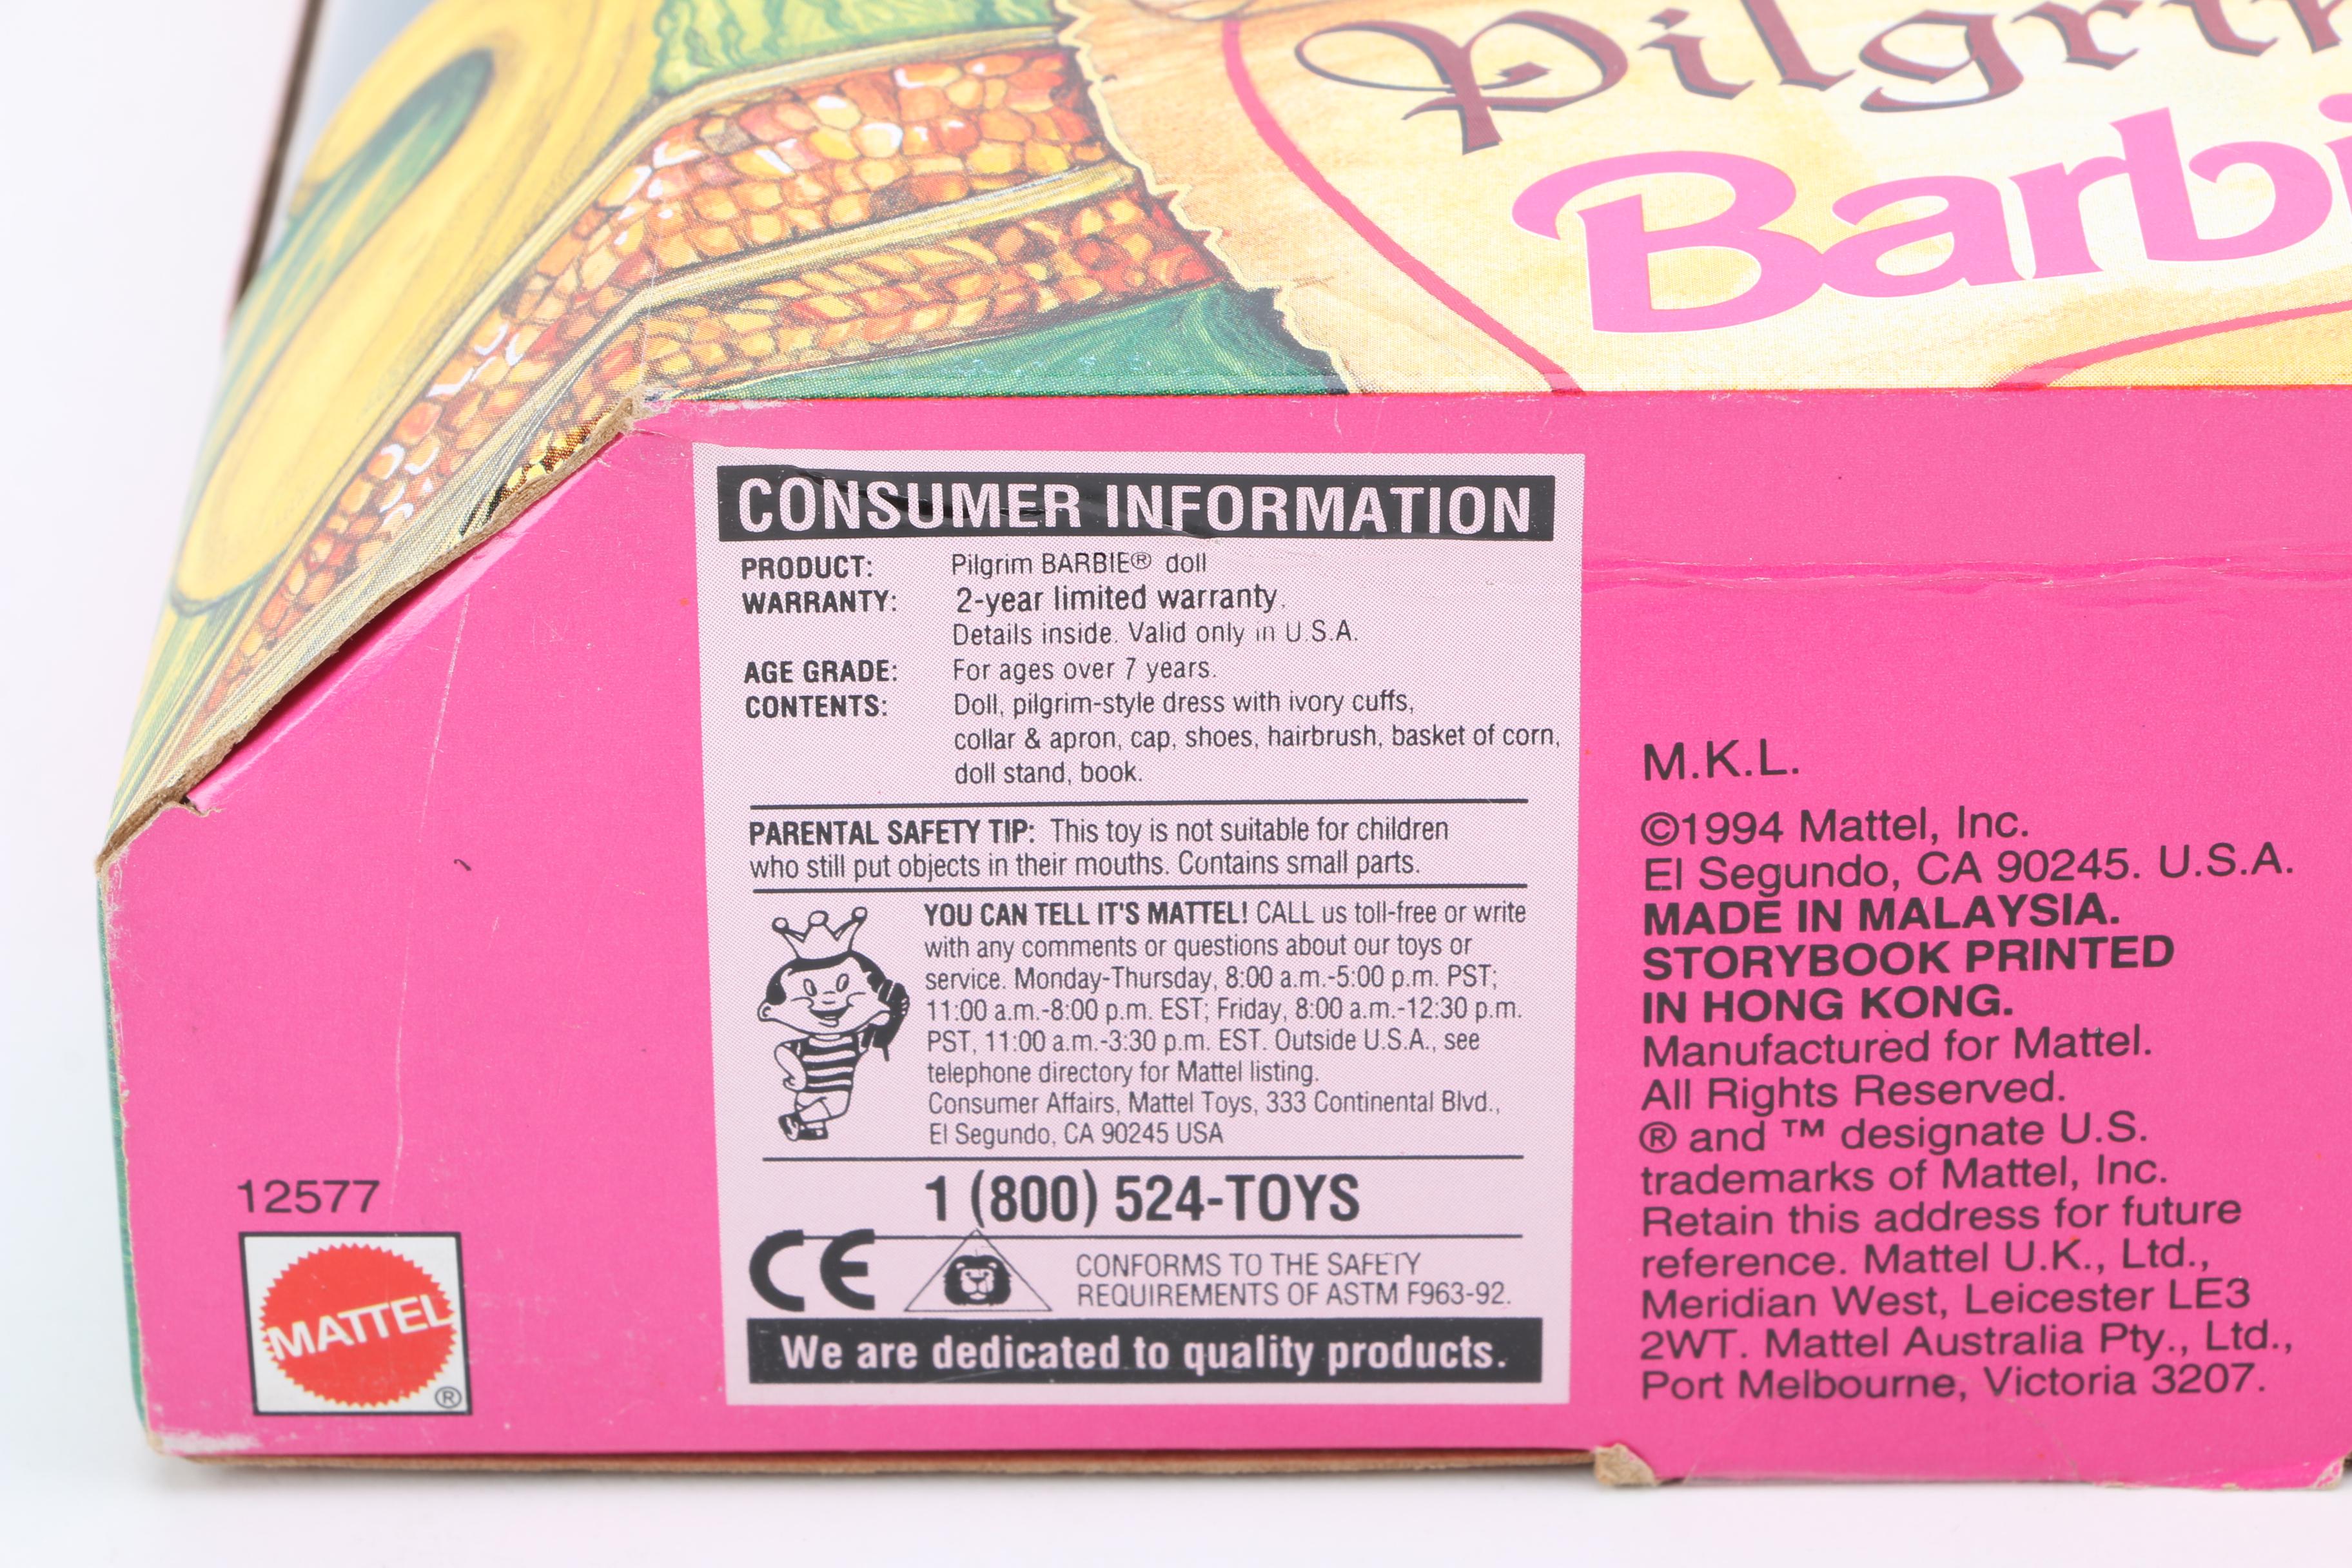 Pilgri
Barbi
CONSUMER INFORMATION
PRODUCT: Pilgrim BARBIE® doll
WARRANTY: 2-year limited warranty.
Details inside. Valid only in U.S.A.
AGE GRADE: For ages over 7 years.
CONTENTS: Doll, pilgrim-style dress with ivory cuffs,
collar & apron, cap, shoes, hairbrush, basket of corn,
doll stand, book.
PARENTAL SAFETY TIP: This toy is not suitable for children
who still put objects in their mouths. Contains small parts.
YOU CAN TELL IT'S MATTEL! CALL us toll-free or write
with any comments or questions about our toys or
service. Monday-Thursday, 8:00 a.m.-5:00 p.m. PST;
11:00 a.m.-8:00 p.m. EST; Friday, 8:00 a.m.-12:30 p.m.
PST, 11:00 a.m.-3:30 p.m. EST. Outside U.S.A., see
telephone directory for Mattel listing.
Consumer Affairs, Mattel Toys, 333 Continental Blvd.,
El Segundo, CA 90245 USA
1 (800) 524-TOYS
CE
CONFORMS TO THE SAFETY
REQUIREMENTS OF ASTM F963-92.
We are dedicated to quality products.
12577
MATTEL
®
M.K.L.
©1994 Mattel, Inc.
El Segundo, CA 90245. U.S.A.
MADE IN MALAYSIA.
STORYBOOK PRINTED
IN HONG KONG.
Manufactured for Mattel.
All Rights Reserved.
® and ™ designate U.S.
trademarks of Mattel, Inc.
Retain this address for future
reference. Mattel U.K., Ltd.,
Meridian West, Leicester LE3
2WT. Mattel Australia Pty., Ltd.,
Port Melbourne, Victoria 3207.